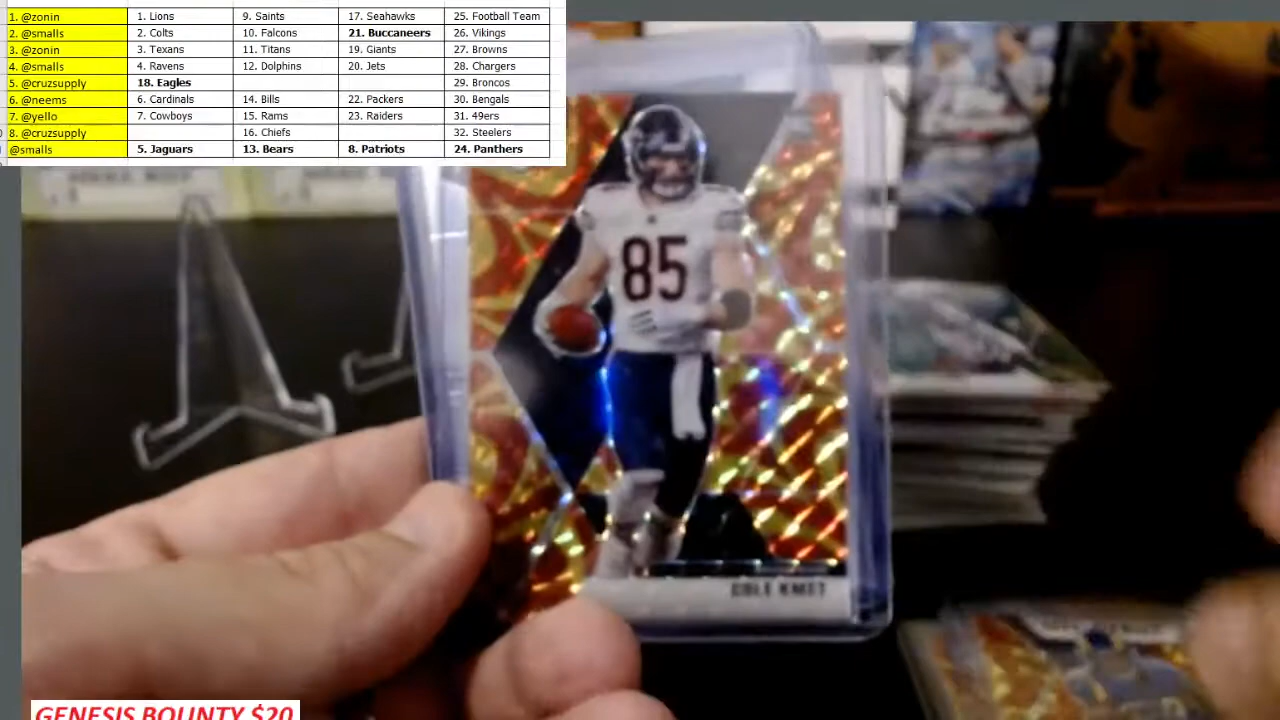 1. @zonin 1. Lions 9. Saints 17. Seahawks 25. Football Team
2. @smalls 2. Colts 10. Falcons 21. Buccaneers 26. Vikings
3. @zonin 3. Texans 11. Titans 19. Giants 27. Browns
4. @smalls 4. Ravens 12. Dolphins 20. Jets 28. Chargers
5. @cruzsupply 18. Eagles 29. Broncos
6. @neems 6. Cardinals 14. Bills 22. Packers 30. Bengals
7. @yello 7. Cowboys 15. Rams 23. Raiders 31. 49ers
8. @cruzsupply 16. Chiefs 32. Steelers
@smalls 5. Jaguars 13. Bears 8. Patriots 24. Panthers
85
COLE KMET
GENESIS BOUNTY $20